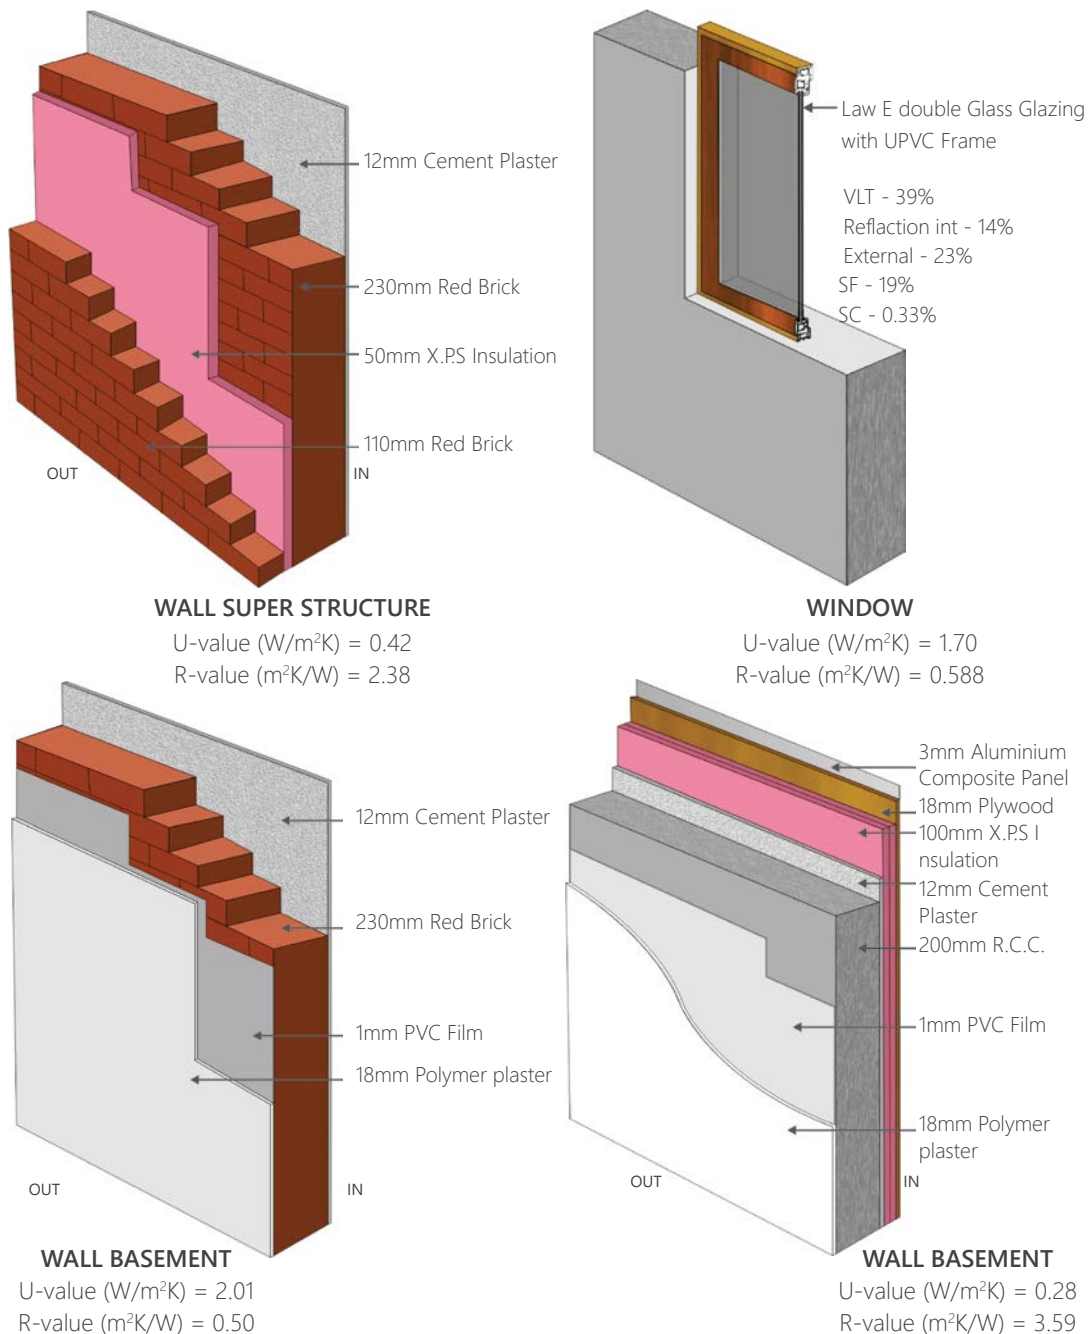 12mm Cement Plaster
230mm Red Brick
50mm X.P.S Insulation
110mm Red Brick
OUT
IN
WALL SUPER STRUCTURE
U-value (W/m²K) = 0.42
R-value (m²K/W) = 2.38
Law E double Glass Glazing
with UPVC Frame
VLT - 39%
Reflaction int - 14%
External - 23%
SF - 19%
SC - 0.33%
WINDOW
U-value (W/m²K) = 1.70
R-value (m²K/W) = 0.588
12mm Cement Plaster
230mm Red Brick
1mm PVC Film
18mm Polymer plaster
OUT
IN
WALL BASEMENT
U-value (W/m²K) = 2.01
R-value (m²K/W) = 0.50
3mm Aluminium
Composite Panel
18mm Plywood
100mm X.P.S I
nsulation
12mm Cement
Plaster
200mm R.C.C.
1mm PVC Film
18mm Polymer
plaster
OUT
IN
WALL BASEMENT
U-value (W/m²K) = 0.28
R-value (m²K/W) = 3.59